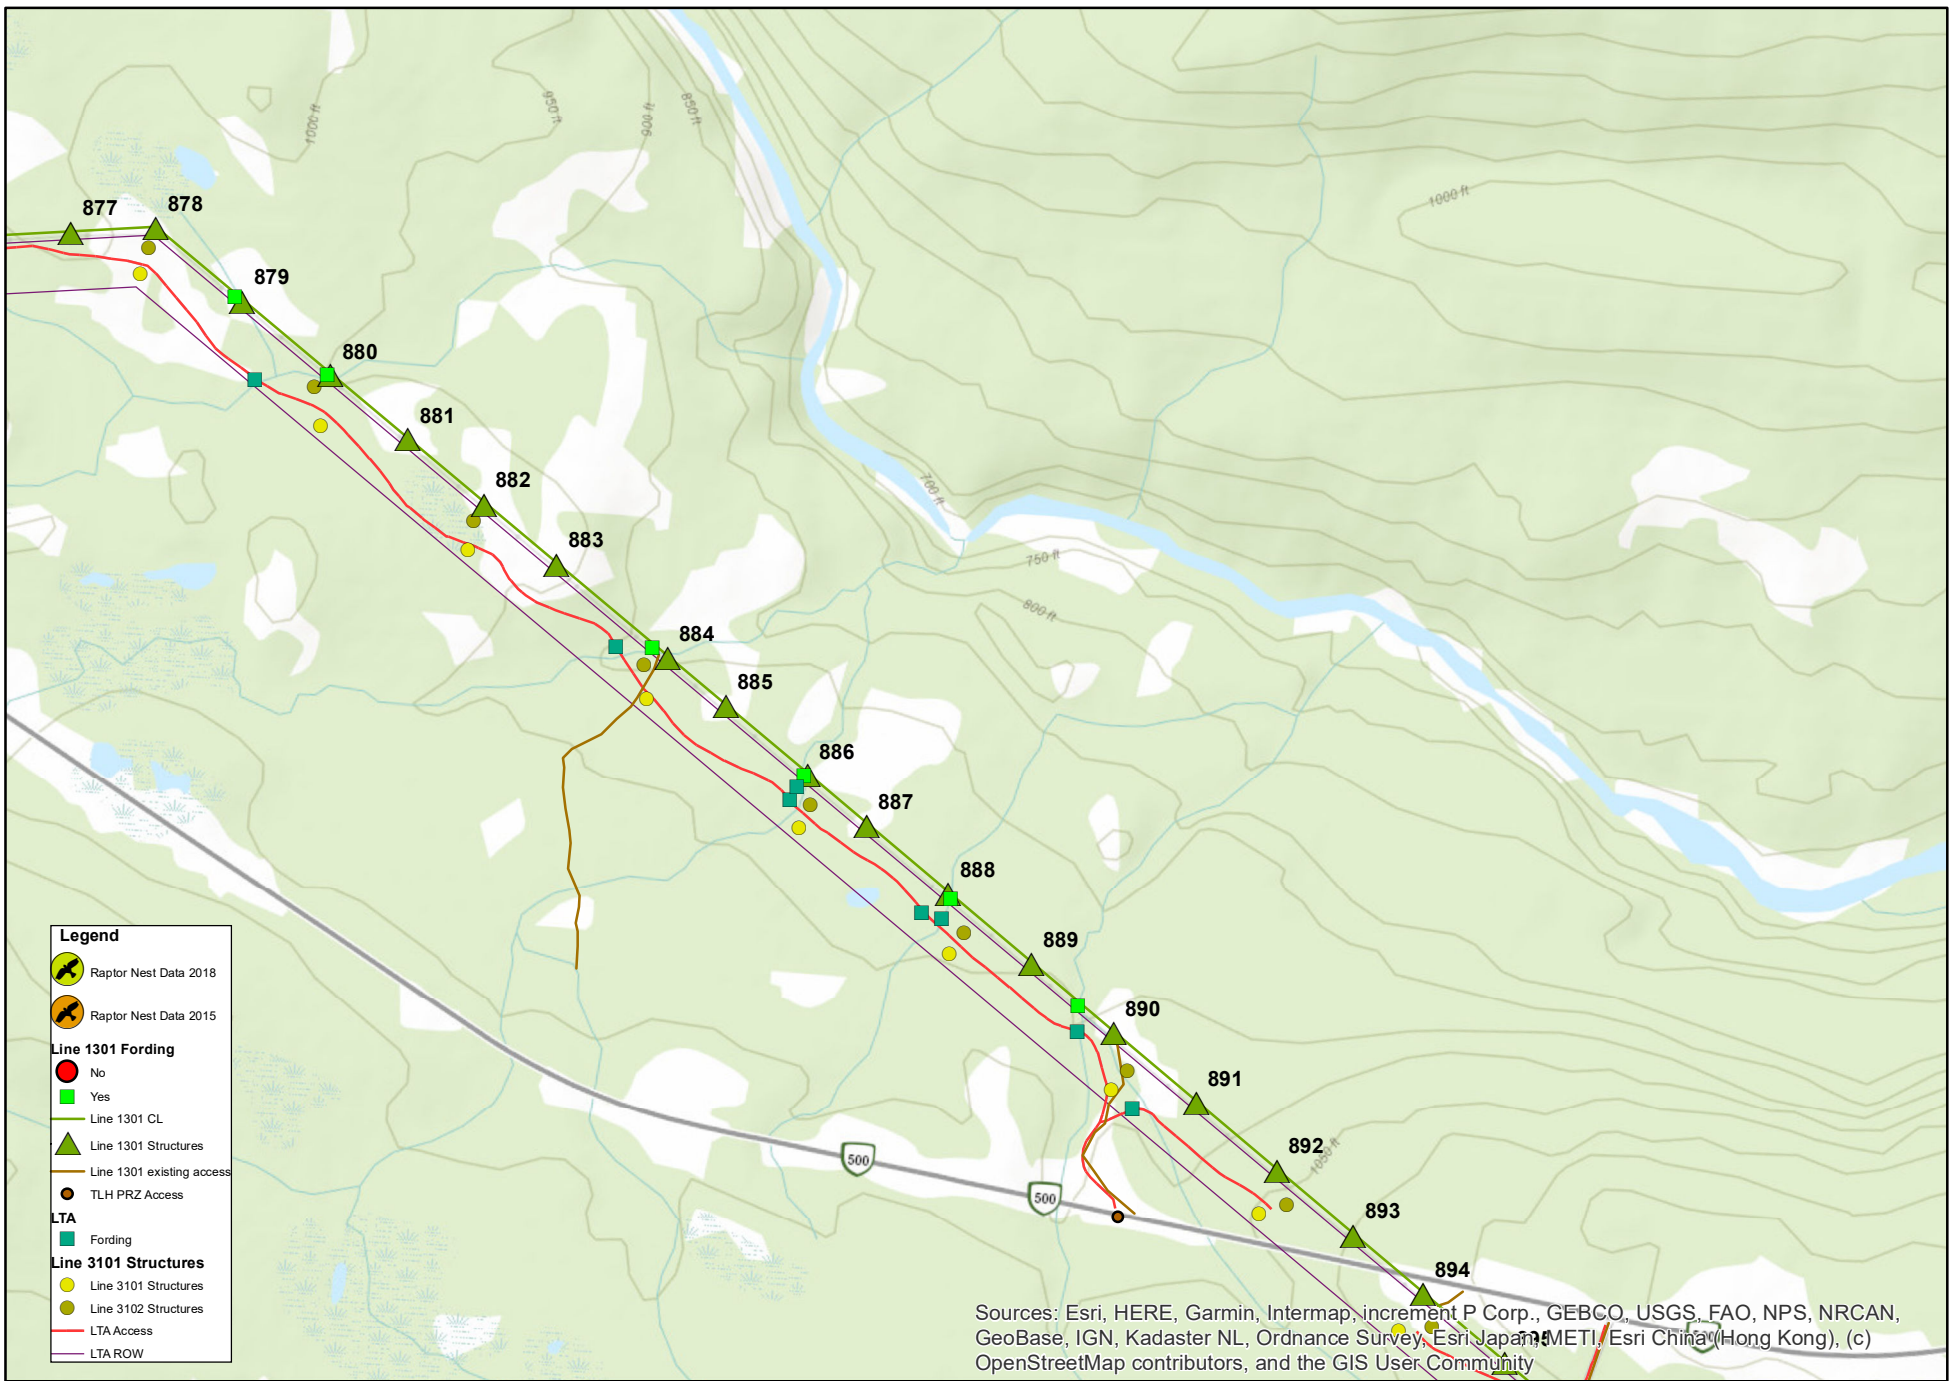 1000 ft
950 ft
900 ft
850 ft
1000 ft
877
878
879
880
881
882
700 ft
883
750 ft
800 ft
884
885
886
887
888
889
890
891
892
1050 ft
893
894
895
500
500
Legend
Raptor Nest Data 2018
Raptor Nest Data 2015
Line 1301 Fording
No
Yes
Line 1301 CL
Line 1301 Structures
Line 1301 existing access
TLH PRZ Access
LTA
Fording
Line 3101 Structures
Line 3101 Structures
Line 3102 Structures
LTA Access
LTA ROW
Sources: Esri, HERE, Garmin, Intermap, increment P Corp., GEBCO, USGS, FAO, NPS, NRCAN,
GeoBase, IGN, Kadaster NL, Ordnance Survey, Esri Japan, METI, Esri China (Hong Kong), (c)
OpenStreetMap contributors, and the GIS User Community